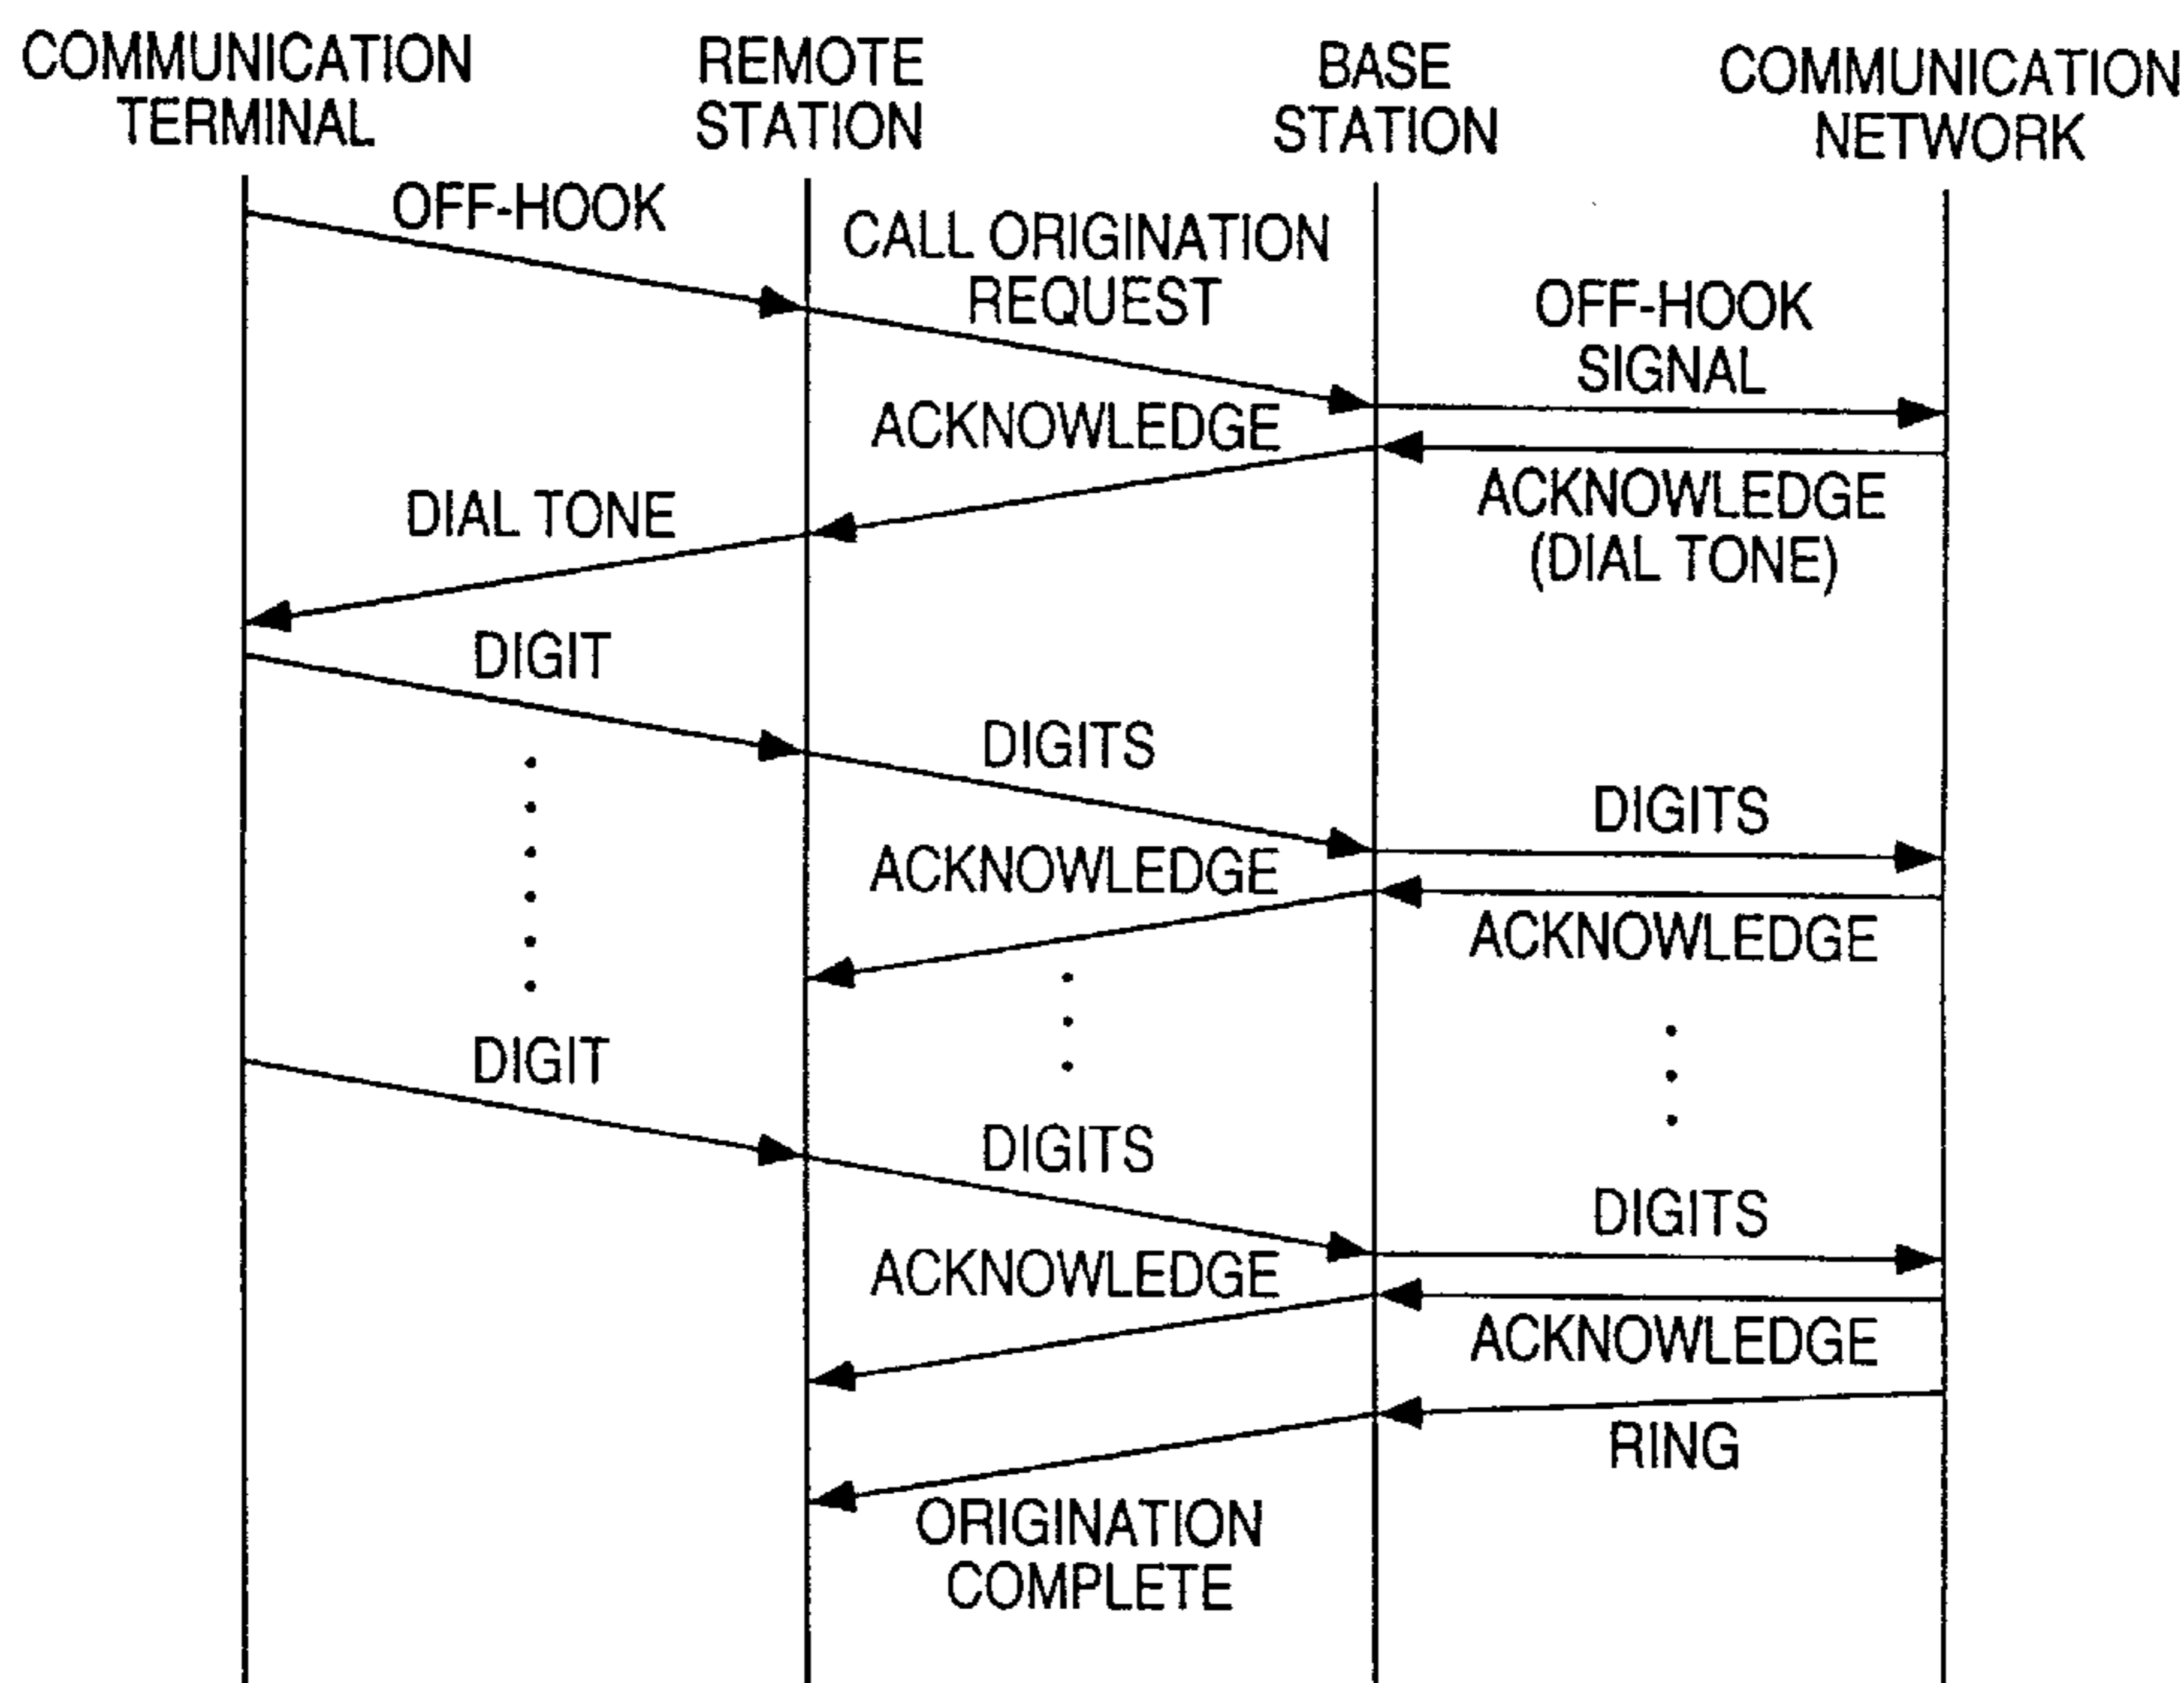 COMMUNICATION
TERMINAL
REMOTE
STATION
BASE
STATION
COMMUNICATION
NETWORK
OFF-HOOK
CALL ORIGINATION
REQUEST
OFF-HOOK
SIGNAL
ACKNOWLEDGE
ACKNOWLEDGE
(DIAL TONE)
DIAL TONE
DIGIT
DIGITS
DIGITS
ACKNOWLEDGE
ACKNOWLEDGE
DIGIT
DIGITS
DIGITS
ACKNOWLEDGE
ACKNOWLEDGE
RING
ORIGINATION
COMPLETE